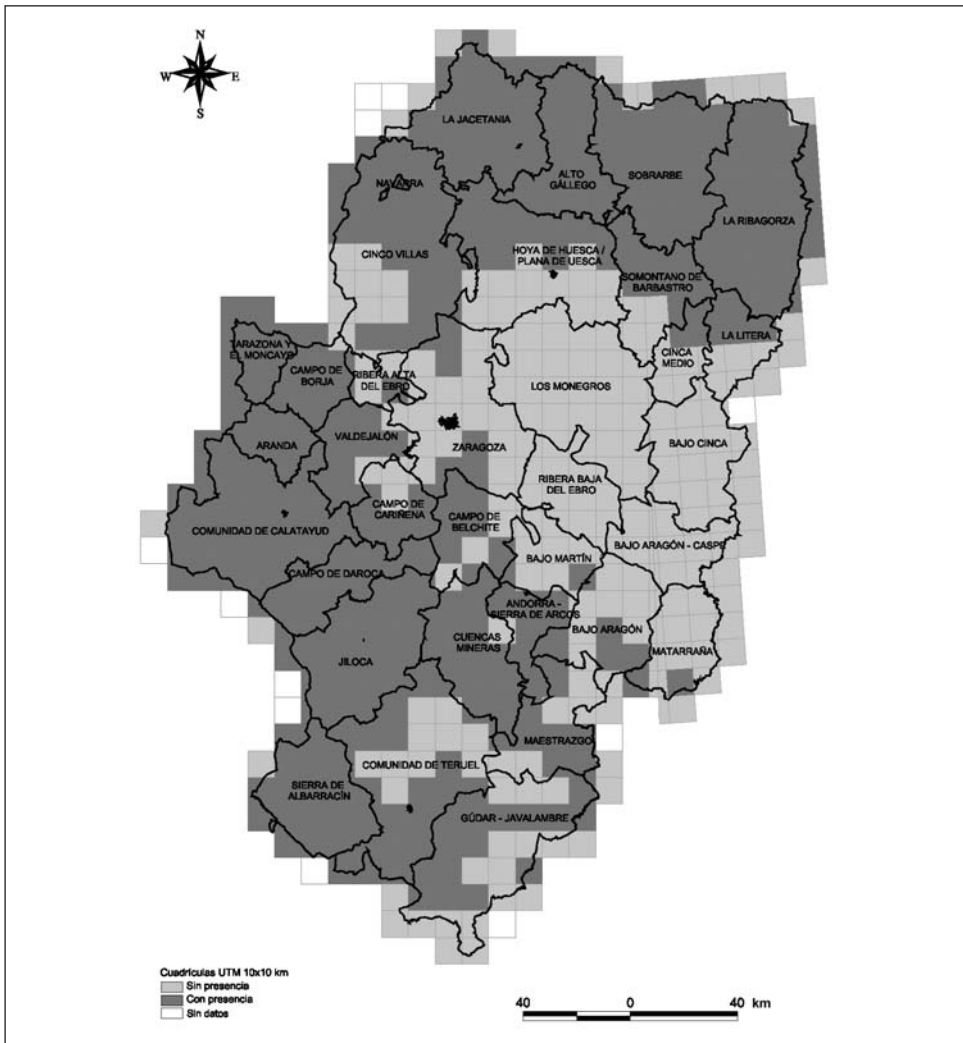 N
W E
S
LA JACETANIA
NAVARRA
ALTO
GÁLLEGO
SOBRARBE
LA RIBAGORZA
CINCO VILLAS
HOYA DE HUESCA /
PLANA DE UESCA
SOMONTANO DE
BARBASTRO
LA LITERA
TARAZONA Y
EL MONCAYO
CAMPO DE
BORJA
RIBERA ALTA
DEL EBRO
CINCA
MEDIO
LOS MONEGROS
ARANDA
VALDEJALÓN
ZARAGOZA
BAJO CINCA
RIBERA BAJA
DEL EBRO
COMUNIDAD DE CALATAYUD
CAMPO DE
CARIÑENA
CAMPO DE
BELCHITE
BAJO MARTÍN
BAJO ARAGÓN - CASPE
CAMPO DE DAROCA
ANDORRA -
SIERRA DE ARCOS
CUENCAS
MINERAS
BAJO ARAGÓN
MATARRAÑA
JILOCA
MAESTRAZGO
COMUNIDAD DE TERUEL
SIERRA DE
ALBARRACÍN
GÚDAR - JAVALAMBRE
Cuadrículas UTM 10x10 km
Sin presencia
Con presencia
Sin datos
40 0 40 km